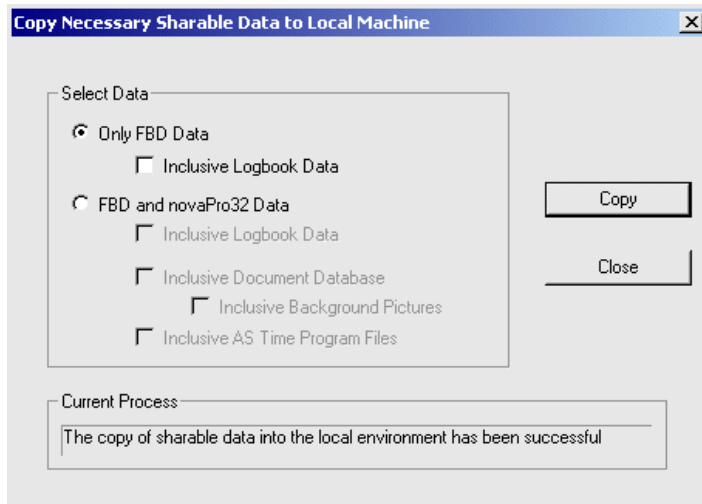 Copy Necessary Sharable Data to Local Machine
Select Data
Only FBD Data
Inclusive Logbook Data
FBD and novaPro32 Data
Inclusive Logbook Data
Inclusive Document Database
Inclusive Background Pictures
Inclusive AS Time Program Files
Copy
Close
Current Process
The copy of sharable data into the local environment has been successful